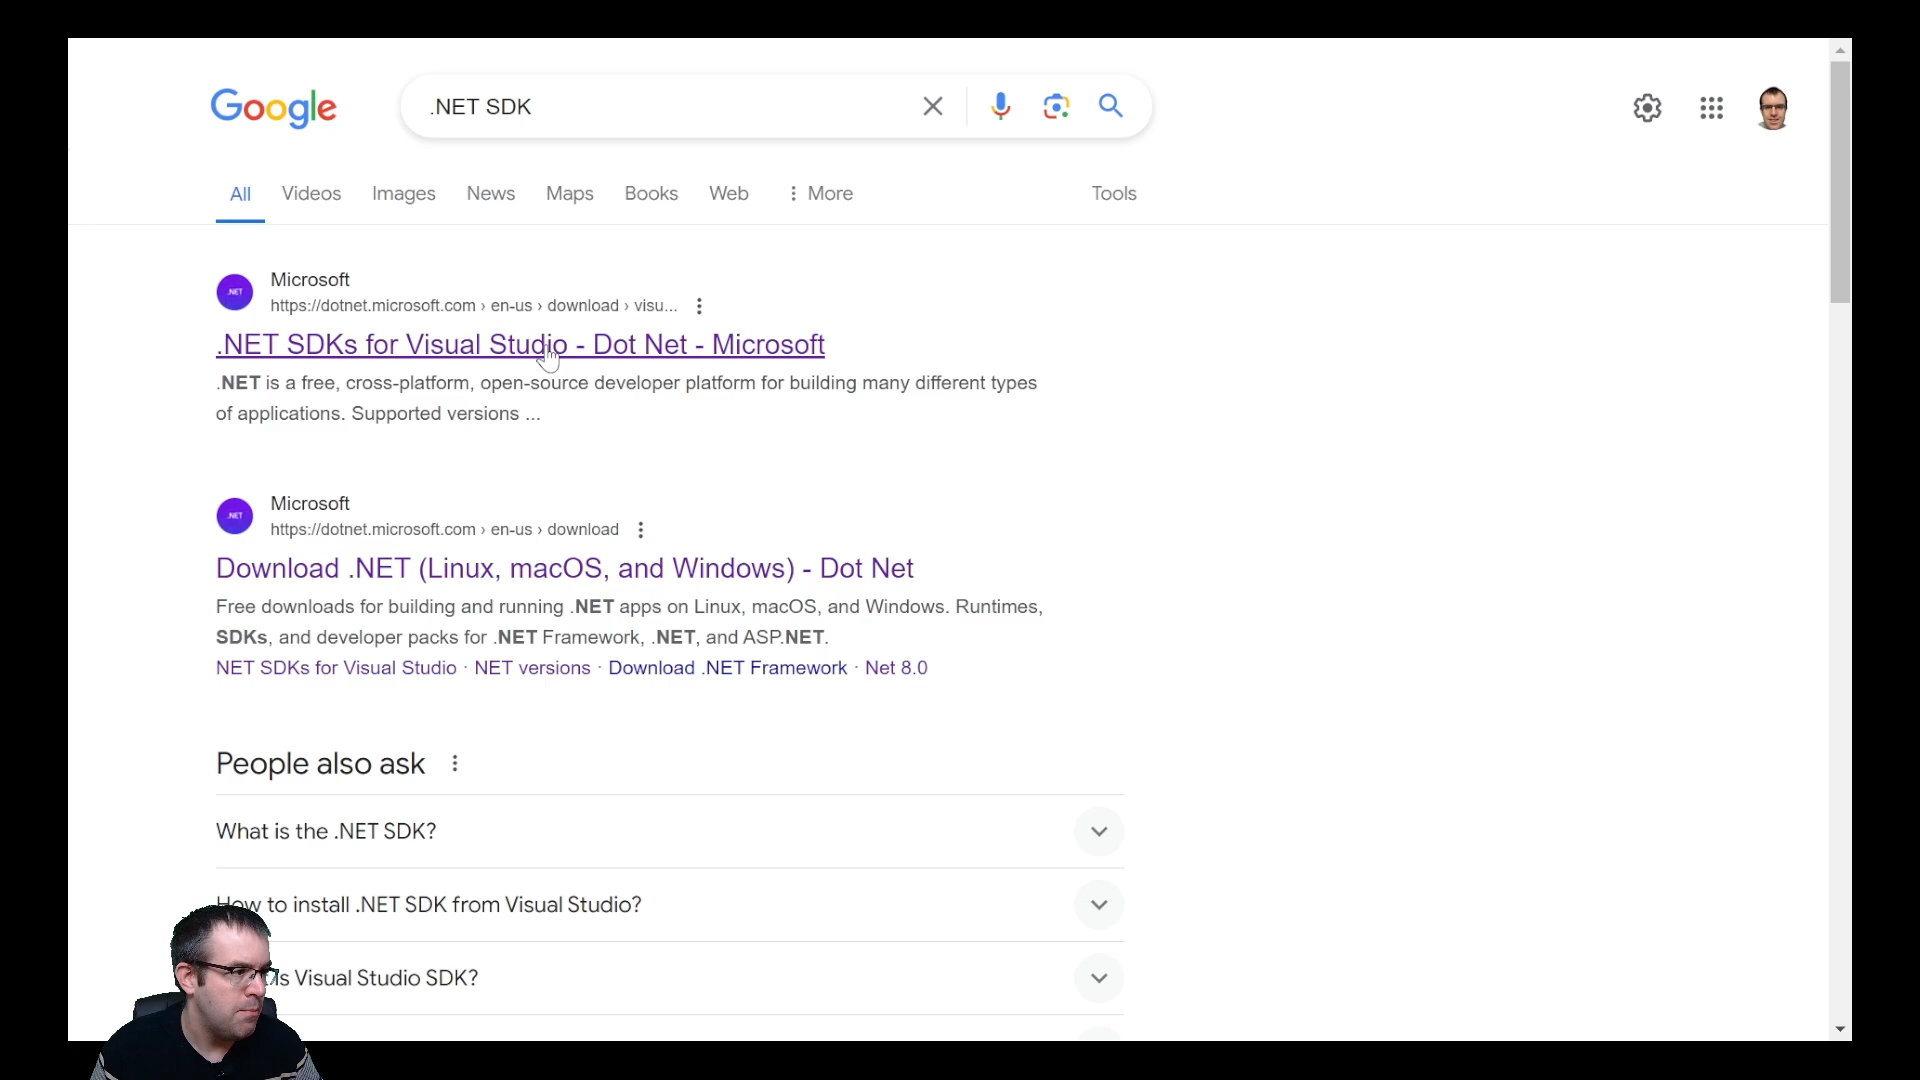 Google
.NET SDK
All Videos Images News Maps Books Web More Tools
.NET
Microsoft
https://dotnet.microsoft.com › en-us › download › visu...
.NET SDKs for Visual Studio - Dot Net - Microsoft
.NET is a free, cross-platform, open-source developer platform for building many different types
of applications. Supported versions ...
.NET
Microsoft
https://dotnet.microsoft.com › en-us › download
Download .NET (Linux, macOS, and Windows) - Dot Net
Free downloads for building and running .NET apps on Linux, macOS, and Windows. Runtimes,
SDKs, and developer packs for .NET Framework, .NET, and ASP.NET.
NET SDKs for Visual Studio · NET versions · Download .NET Framework · Net 8.0
People also ask
What is the .NET SDK?
How to install .NET SDK from Visual Studio?
is Visual Studio SDK?